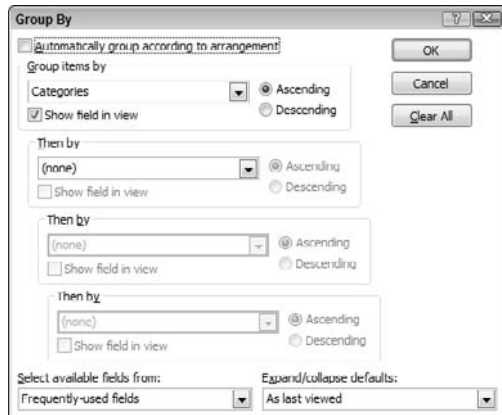 Group By
Automatically group according to arrangement
OK
Group items by
Categories
Ascending
Cancel
Show field in view
Descending
Clear All
Then by
(none)
Ascending
Show field in view
Descending
Then by
(none)
Ascending
Show field in view
Descending
Then by
(none)
Ascending
Show field in view
Descending
Select available fields from:
Expand/collapse defaults:
Frequently-used fields
As last viewed